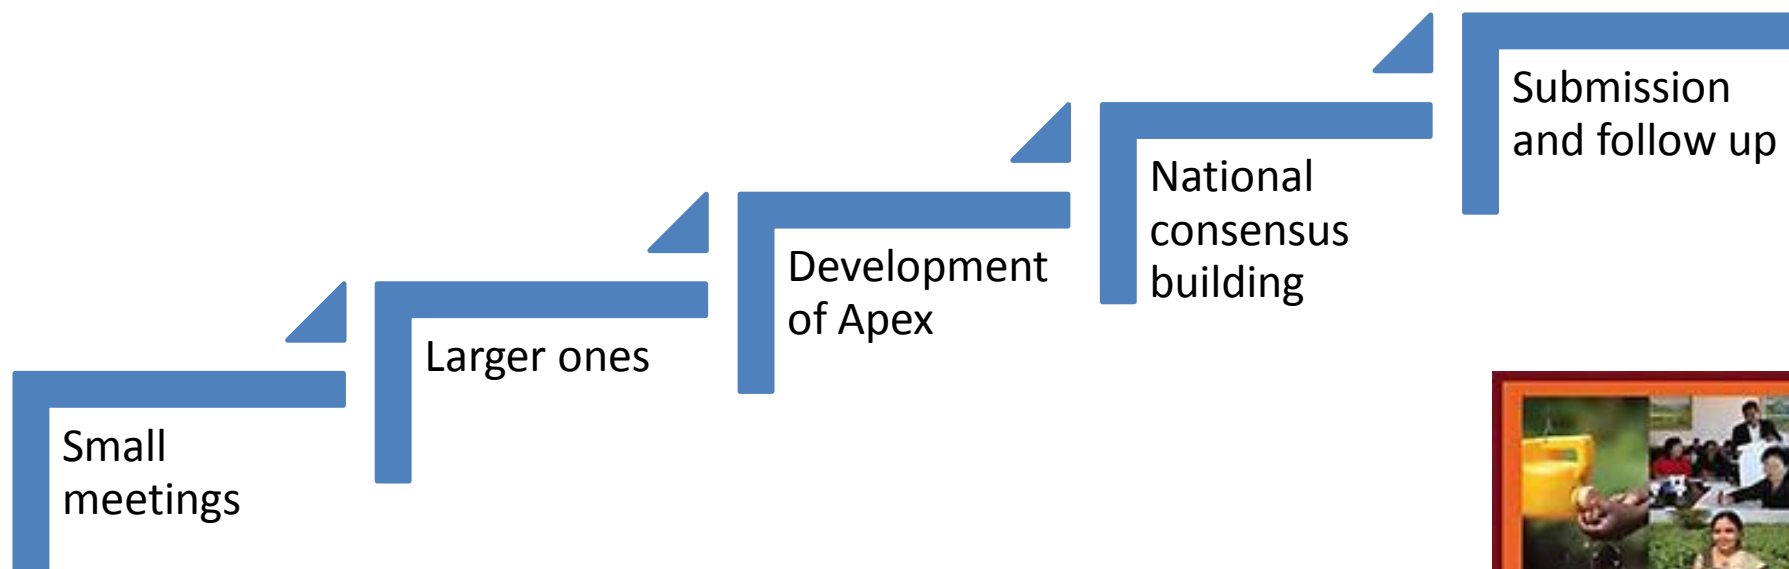 Small
meetings
Larger ones
Development
of Apex
National
consensus
building
Submission
and follow up